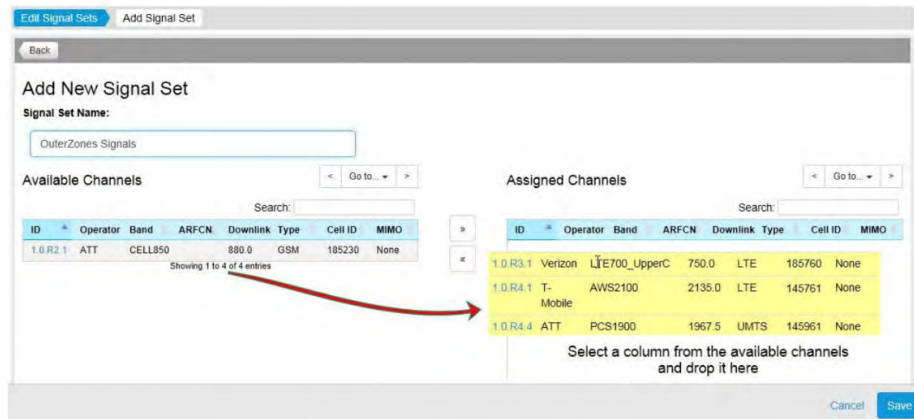 Edit Signal Sets Add Signal Set
Back
Add New Signal Set
Signal Set Name:
OuterZones Signals
Available Channels < Go to... >
Search:
ID Operator Band ARFCN Downlink Type Cell ID MIMO
1.0.R2.1 ATT CELL850 880.0 GSM 185230 None
Showing 1 to 4 of 4 entries
»
«
Assigned Channels < Go to... >
Search:
ID Operator Band ARFCN Downlink Type Cell ID MIMO
1.0.R3.1 Verizon LTE700_UpperC 750.0 LTE 185760 None
1.0.R4.1 T- AWS2100 2135.0 LTE 145761 None
Mobile
1.0.R4.4 ATT PCS1900 1967.5 UMTS 145961 None
Select a column from the available channels
and drop it here
Cancel Save